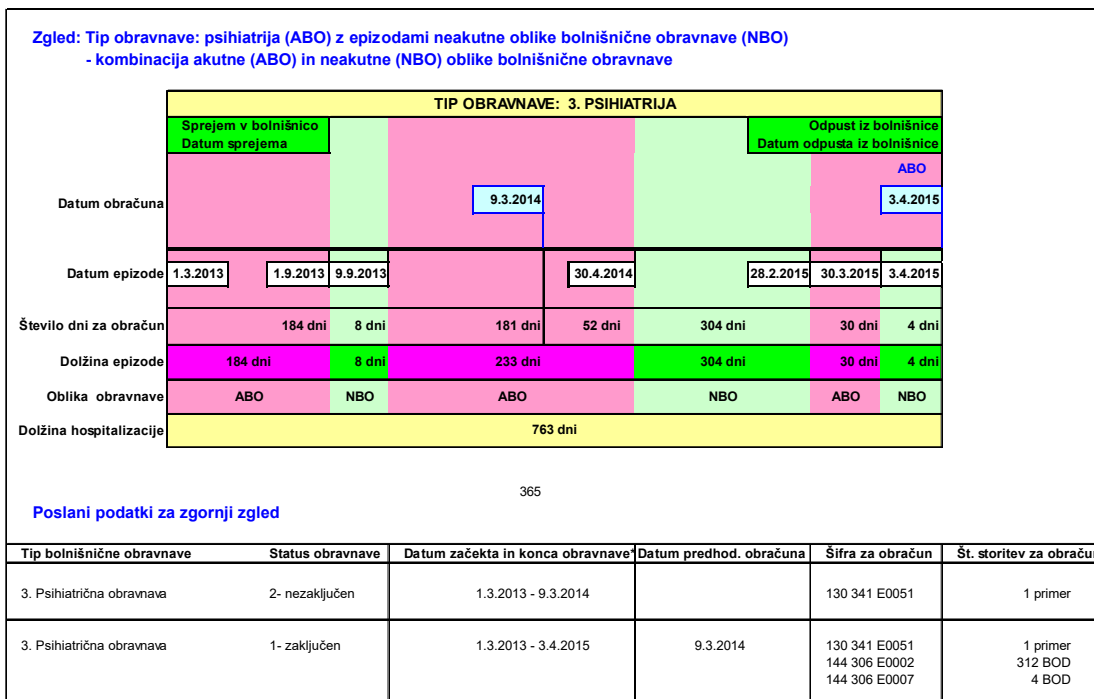 Zgled: Tip obravnave: psihiatrija (ABO) z epizodami neakutne oblike bolnišnične obravnave (NBO)
- kombinacija akutne (ABO) in neakutne (NBO) oblike bolnišnične obravnave
TIP OBRAVNAVE: 3. PSIHIATRIJA
Sprejem v bolnišnico Odpust iz bolnišnice
Datum sprejema Datum odpusta iz bolnišnice
ABO
Datum obračuna 9.3.2014 3.4.2015
Datum epizode 1.3.2013 1.9.2013 9.9.2013 30.4.2014 28.2.2015 30.3.2015 3.4.2015
Število dni za obračun 184 dni 8 dni 181 dni 52 dni 304 dni 30 dni 4 dni
Dolžina epizode 184 dni 8 dni 233 dni 304 dni 30 dni 4 dni
Oblika obravnave ABO NBO ABO NBO ABO NBO
Dolžina hospitalizacije 763 dni
365
Poslani podatki za zgornji zgled
Tip bolnišnične obravnave Status obravnave Datum začekta in konca obravnave* Datum predhod. obračuna Šifra za obračun Št. storitev za obračun
3. Psihiatrična obravnava 2- nezaključen 1.3.2013 - 9.3.2014 130 341 E0051 1 primer
3. Psihiatrična obravnava 1- zaključen 1.3.2013 - 3.4.2015 9.3.2014 130 341 E0051 1 primer
144 306 E0002 312 BOD
144 306 E0007 4 BOD